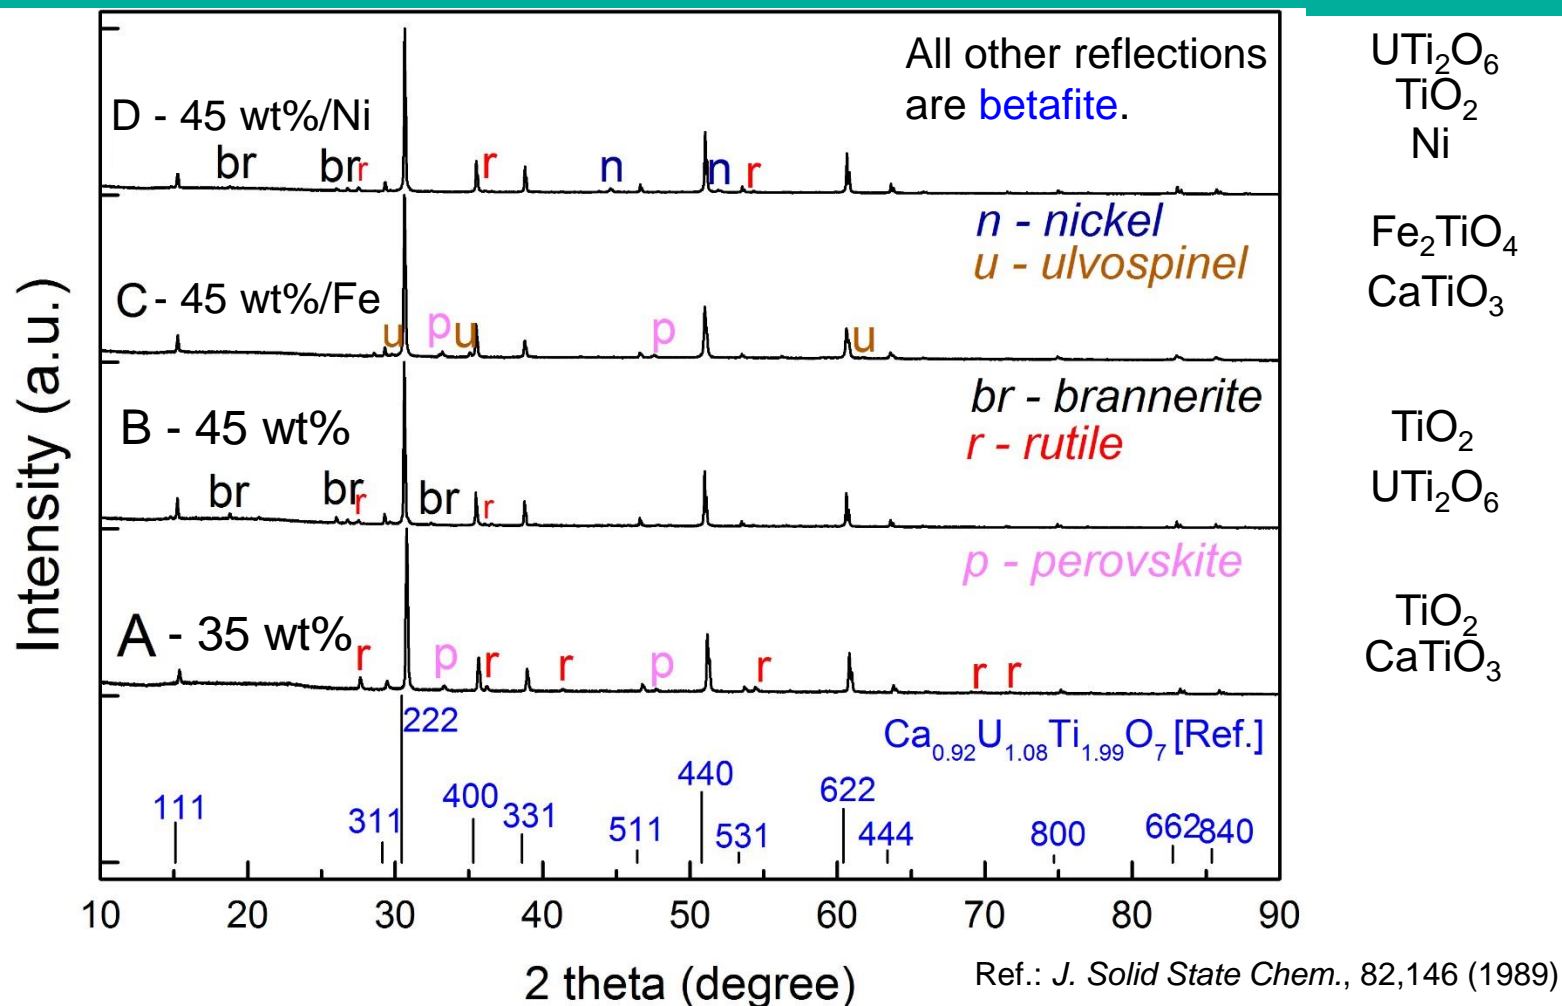 All other reflections
are betafite.
D - 45 wt%/Ni
br
br
r
r
n
n
r
UTi₂O₆
TiO₂
Ni
n - nickel
u - ulvospinel
C - 45 wt%/Fe
u
p
u
p
u
Fe₂TiO₄
CaTiO₃
br - brannerite
r - rutile
B - 45 wt%
br
br
r
br
r
TiO₂
UTi₂O₆
p - perovskite
A - 35 wt%
r
p
r
r
p
r
r
r
TiO₂
CaTiO₃
Ca₀.₉₂U₁.₀₈Ti₁.₉₉O₇ [Ref.]
111
311
222
400
331
511
440
531
622
444
800
662
840
Intensity (a.u.)
10 20 30 40 50 60 70 80 90
2 theta (degree)
Ref.: J. Solid State Chem., 82,146 (1989)